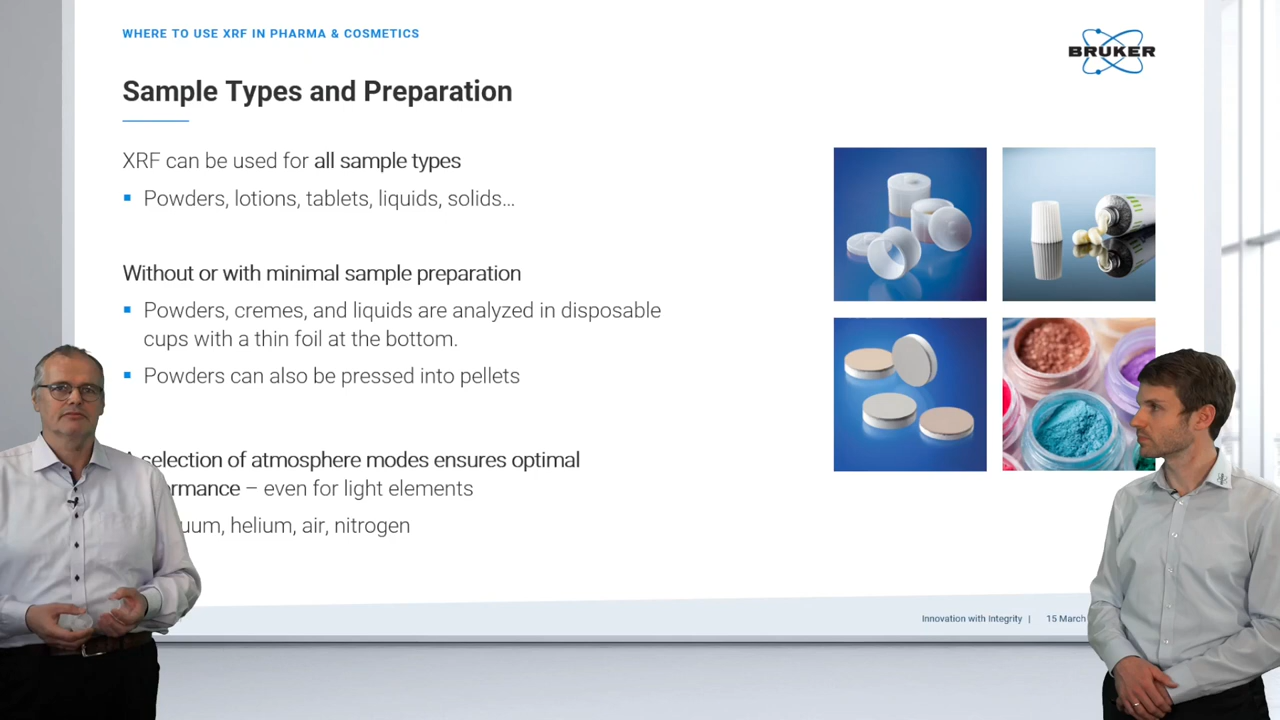 WHERE TO USE XRF IN PHARMA & COSMETICS
BRUKER
Sample Types and Preparation
XRF can be used for all sample types
▪ Powders, lotions, tablets, liquids, solids...
Without or with minimal sample preparation
▪ Powders, cremes, and liquids are analyzed in disposable
cups with a thin foil at the bottom.
▪ Powders can also be pressed into pellets
selection of atmosphere modes ensures optimal
– even for light elements
helium, air, nitrogen
Innovation with Integrity | 15 March